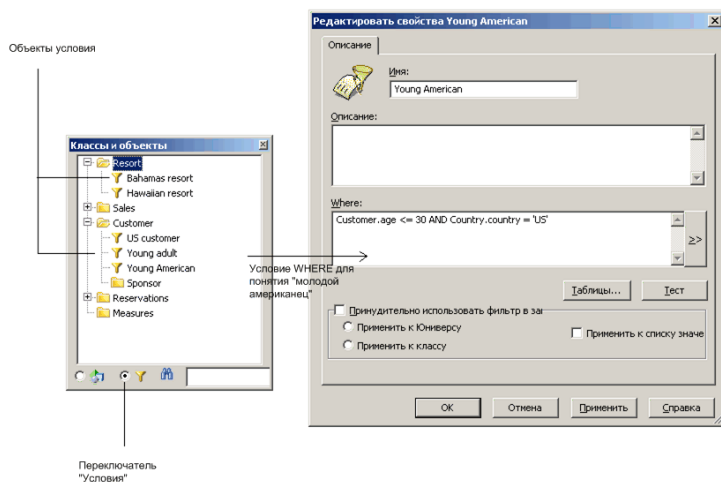 Объекты условия
Классы и объекты
Resort
Bahamas resort
Hawaiian resort
Sales
Customer
US customer
Young adult
Young American
Sponsor
Reservations
Measures
Переключатель
"Условия"
Условие WHERE для
понятия "молодой
американец"
Редактировать свойства Young American
Описание
Имя:
Young American
Описание:
Where:
Customer.age <= 30 AND Country.country = 'US'
>>
Таблицы...
Тест
Принудительно использовать фильтр в заг
Применить к Юниверсу
Применить к классу
Применить к списку значе
OK
Отмена
Применить
Справка